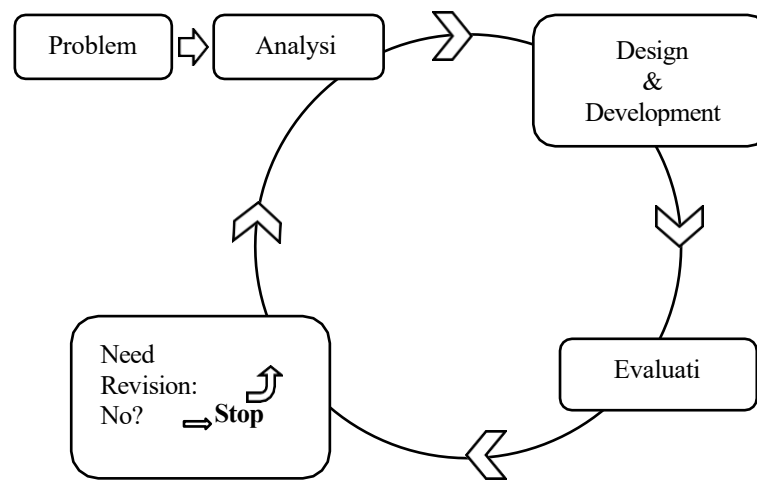 Problem
Analysi
Design
&
Development
Evaluati
Need
Revision:
No? Stop